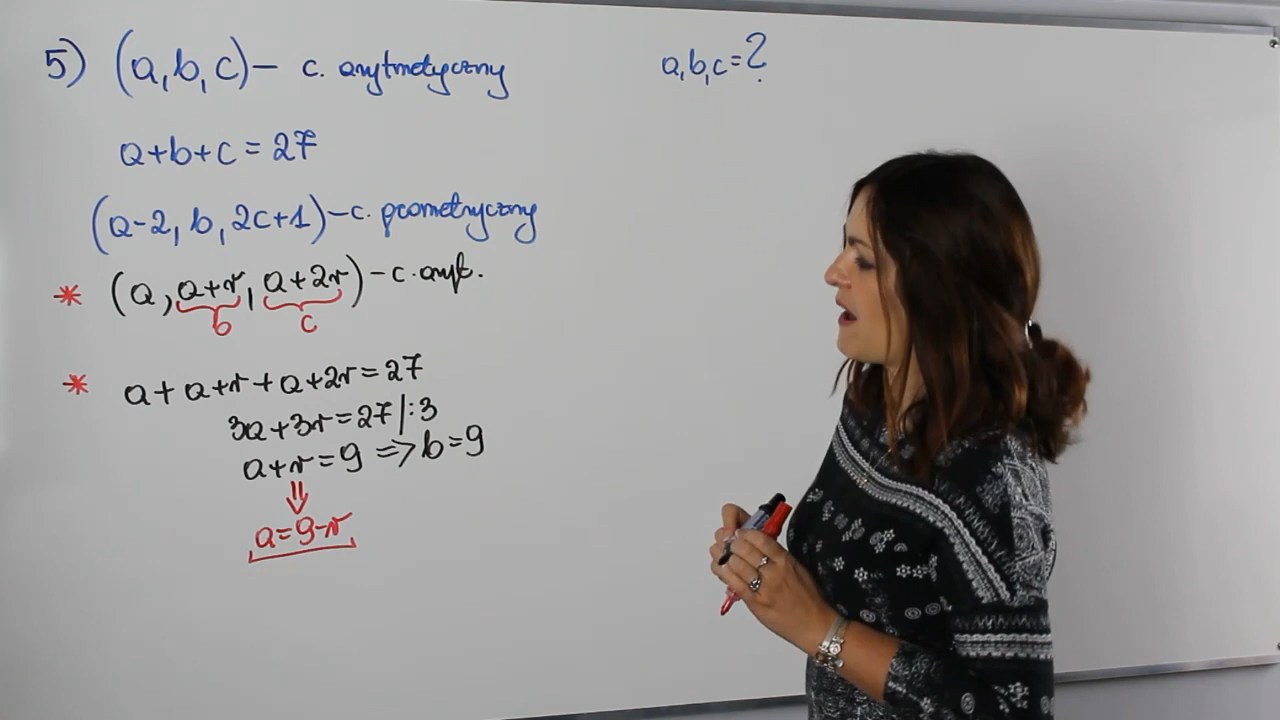 5) (a,b,c) - c. arytmetyczny
a,b,c=?
a+b+c=27
(a-2, b, 2c+1) - c. geometryczny
* (a, a+r, a+2r) - c. aryt.
b c
* a+a+r+a+2r=27
3a+3r=27 |:3
a+r=9 => b=9
⇓
a=9-r